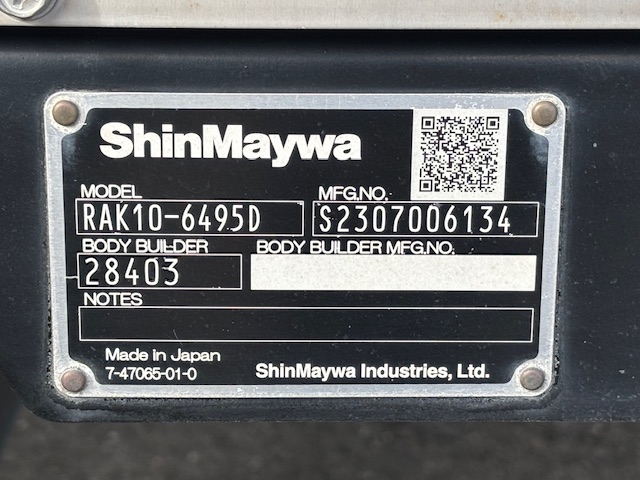 ShinMaywa
MODEL MFG.NO.
RAK10-6495D S2307006134
BODY BUILDER BODY BUILDER MFG.NO.
28403
NOTES
Made in Japan
7-47065-01-0 ShinMaywa Industries, Ltd.